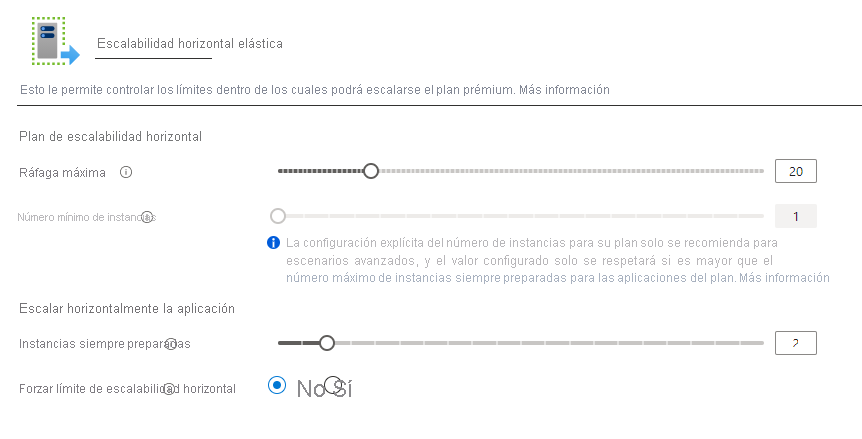 Escalabilidad horizontal elástica
Esto le permite controlar los límites dentro de los cuales podrá escalarse el plan prémium. Más información
Plan de escalabilidad horizontal
Ráfaga máxima 20
Número mínimo de instancias 1
La configuración explícita del número de instancias para su plan solo se recomienda para
escenarios avanzados, y el valor configurado solo se respetará si es mayor que el
número máximo de instancias siempre preparadas para las aplicaciones del plan. Más información
Escalar horizontalmente la aplicación
Instancias siempre preparadas 2
Forzar límite de escalabilidad horizontal No Sí